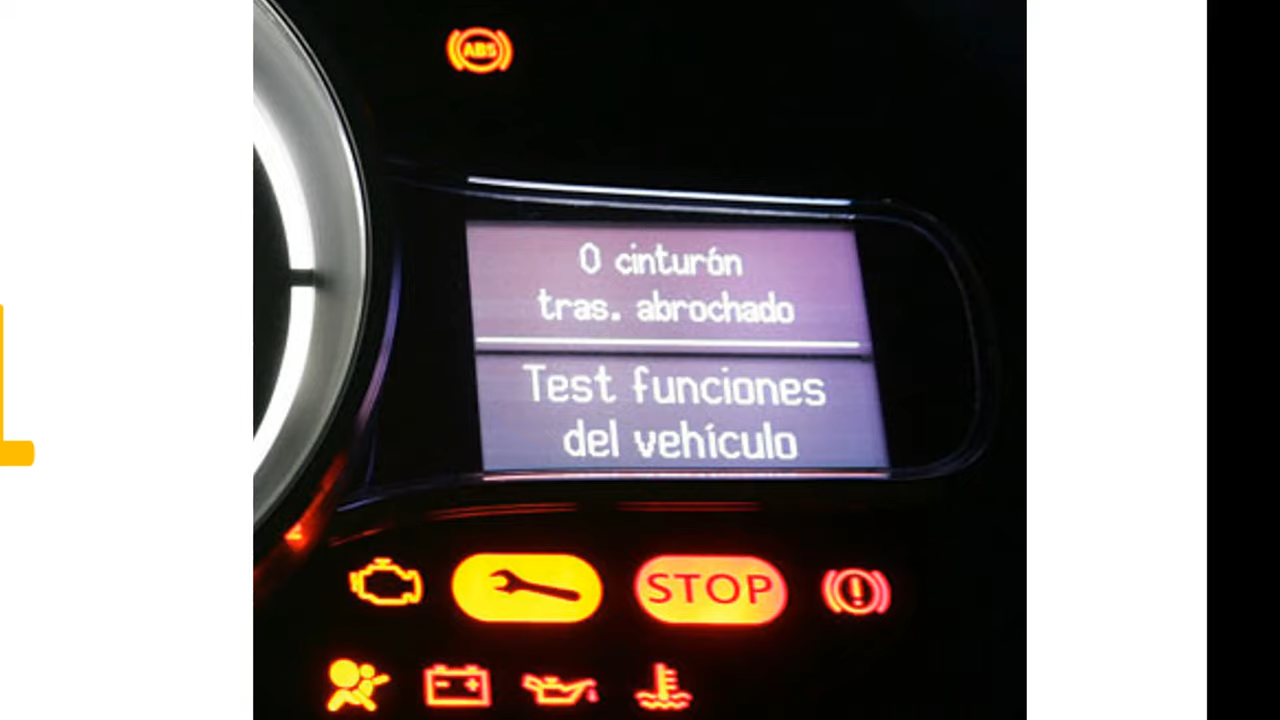 ABS
0 cinturón
tras. abrochado
Test funciones
del vehículo
STOP